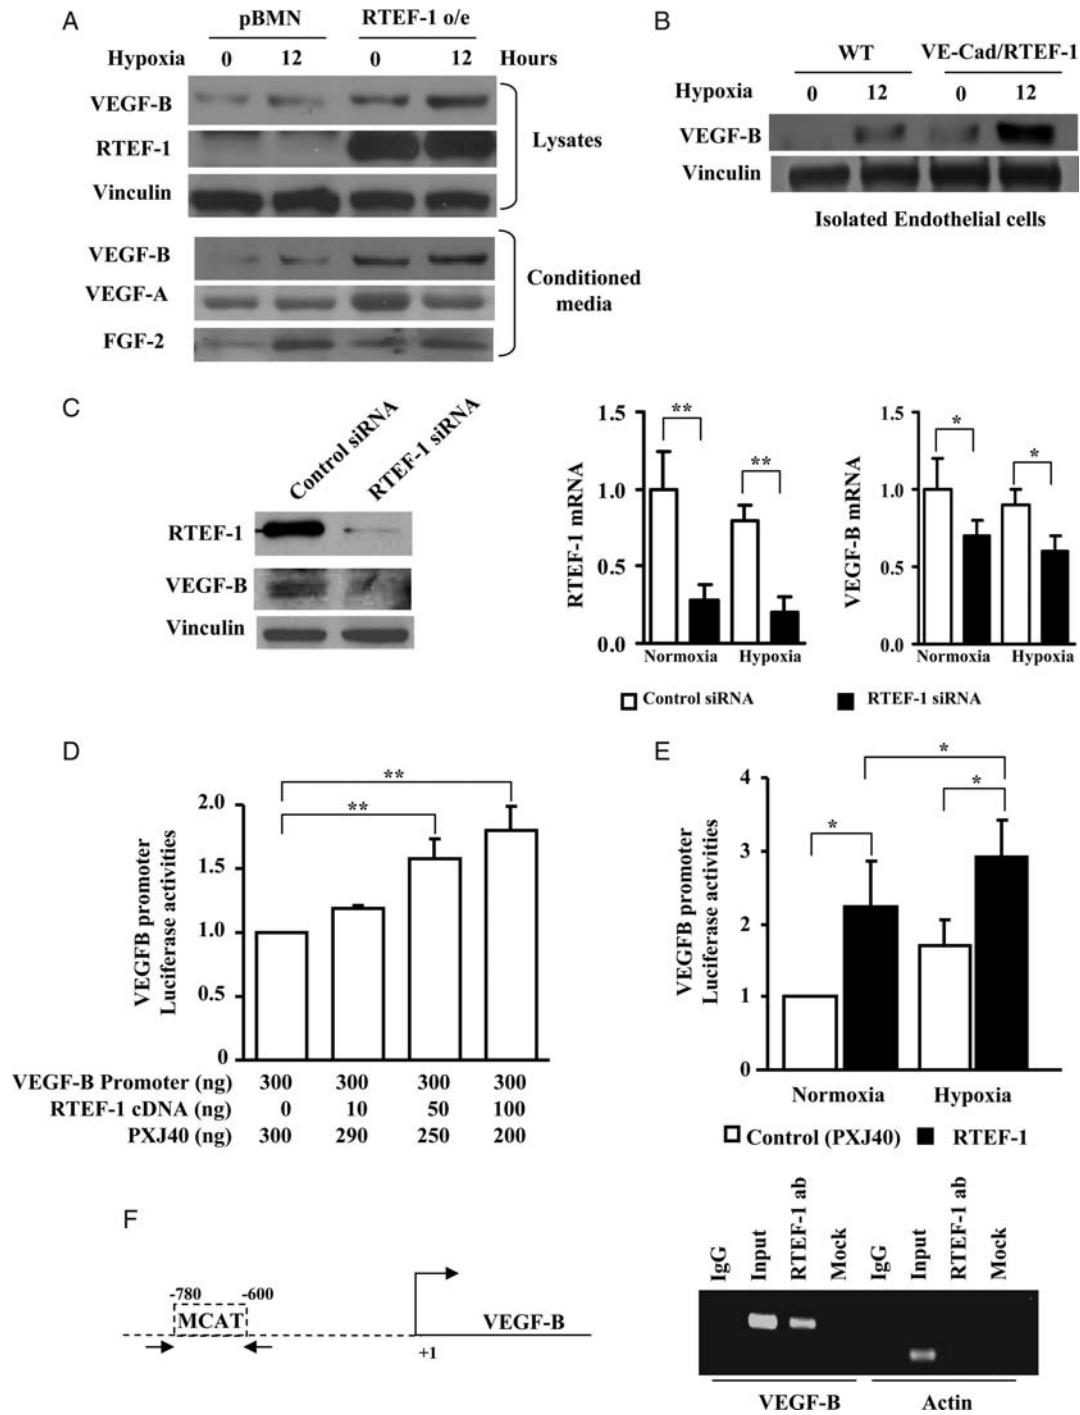 A
pBMN RTEF-1 o/e
Hypoxia 0 12 0 12 Hours
VEGF-B
RTEF-1
Vinculin
Lysates
VEGF-B
VEGF-A
FGF-2
Conditioned
media
B
WT VE-Cad/RTEF-1
Hypoxia 0 12 0 12
VEGF-B
Vinculin
Isolated Endothelial cells
C
Control siRNA
RTEF-1 siRNA
RTEF-1
VEGF-B
Vinculin
RTEF-1 mRNA
1.5
1.0
0.5
0.0
** **
Normoxia Hypoxia
VEGF-B mRNA
1.5
1.0
0.5
0.0
* *
Normoxia Hypoxia
Control siRNA RTEF-1 siRNA
D
VEGFB promoter
Luciferase activities
2.0
1.5
1.0
0.5
0
**
**
VEGF-B Promoter (ng) 300 300 300 300
RTEF-1 cDNA (ng) 0 10 50 100
PXJ40 (ng) 300 290 250 200
E
VEGFB promoter
Luciferase activities
4
3
2
1
0
*
*
*
Normoxia Hypoxia
Control (PXJ40) RTEF-1
F
-780 -600
MCAT
+1
VEGF-B
IgG
Input
RTEF-1 ab
Mock
IgG
Input
RTEF-1 ab
Mock
VEGF-B Actin